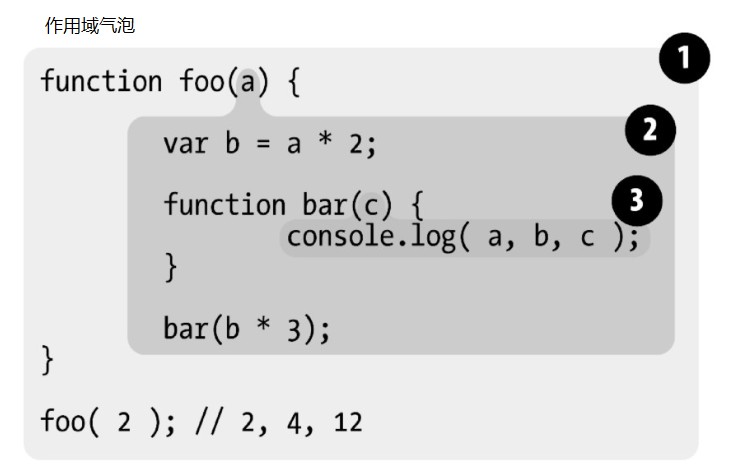 作用域气泡
1
function foo(a) {
2
var b = a * 2;
3
function bar(c) {
console.log( a, b, c );
}
bar(b * 3);
}
foo( 2 ); // 2, 4, 12